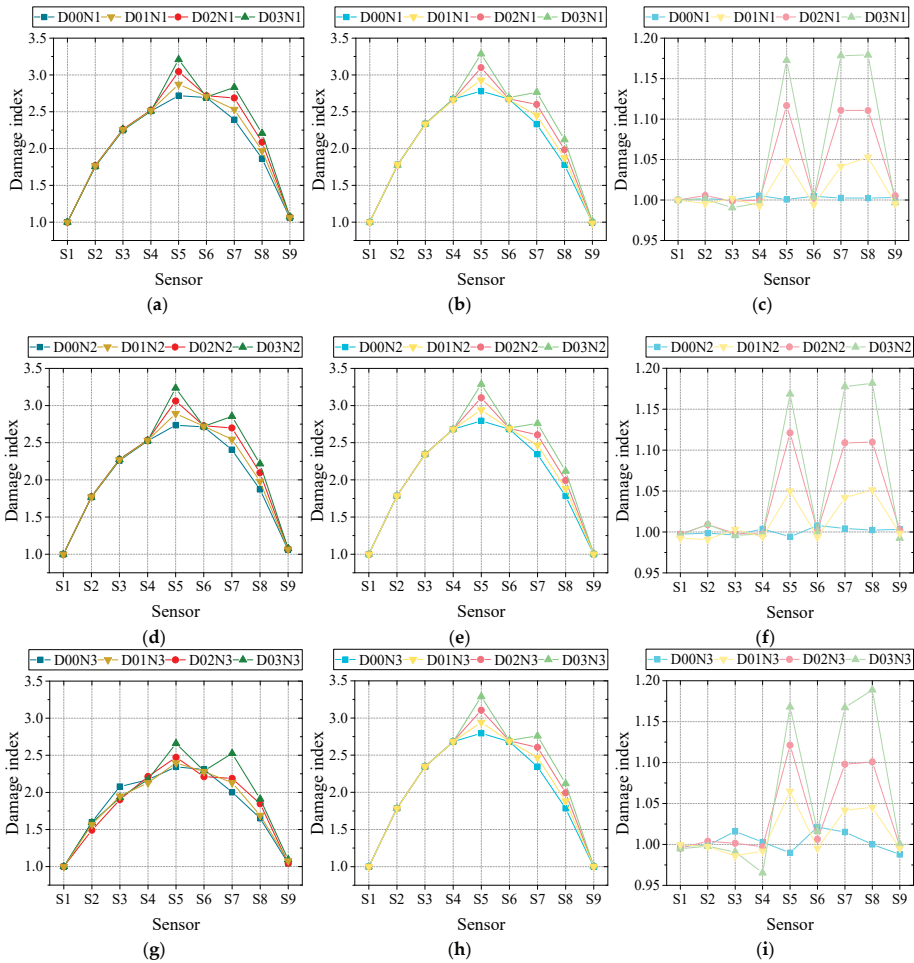 D00N1 D01N1 D02N1 D03N1
3.5
3.0
2.5
2.0
1.5
1.0
Damage index
S1 S2 S3 S4 S5 S6 S7 S8 S9
Sensor
(a)
D00N1 D01N1 D02N1 D03N1
3.5
3.0
2.5
2.0
1.5
1.0
Damage index
S1 S2 S3 S4 S5 S6 S7 S8 S9
Sensor
(b)
D00N1 D01N1 D02N1 D03N1
1.20
1.15
1.10
1.05
1.00
0.95
Damage index
S1 S2 S3 S4 S5 S6 S7 S8 S9
Sensor
(c)
D00N2 D01N2 D02N2 D03N2
3.5
3.0
2.5
2.0
1.5
1.0
Damage index
S1 S2 S3 S4 S5 S6 S7 S8 S9
Sensor
(d)
D00N2 D01N2 D02N2 D03N2
3.5
3.0
2.5
2.0
1.5
1.0
Damage index
S1 S2 S3 S4 S5 S6 S7 S8 S9
Sensor
(e)
D00N2 D01N2 D02N2 D03N2
1.20
1.15
1.10
1.05
1.00
0.95
Damage index
S1 S2 S3 S4 S5 S6 S7 S8 S9
Sensor
(f)
D00N3 D01N3 D02N3 D03N3
3.5
3.0
2.5
2.0
1.5
1.0
Damage index
S1 S2 S3 S4 S5 S6 S7 S8 S9
Sensor
(g)
D00N3 D01N3 D02N3 D03N3
3.5
3.0
2.5
2.0
1.5
1.0
Damage index
S1 S2 S3 S4 S5 S6 S7 S8 S9
Sensor
(h)
D00N3 D01N3 D02N3 D03N3
1.20
1.15
1.10
1.05
1.00
0.95
Damage index
S1 S2 S3 S4 S5 S6 S7 S8 S9
Sensor
(i)